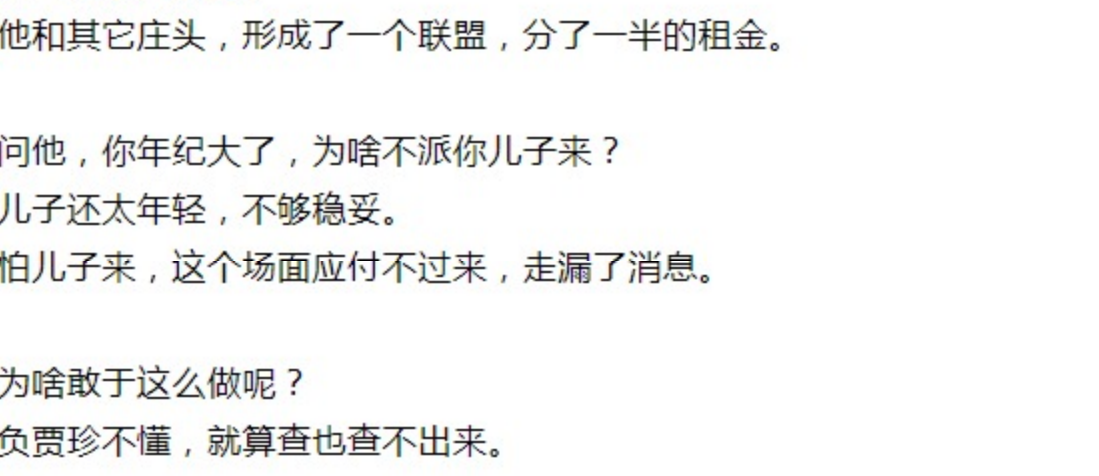 他和其它庄头，形成了一个联盟，分了一半的租金。
问他，你年纪大了，为啥不派你儿子来？
儿子还太年轻，不够稳妥。
怕儿子来，这个场面应付不过来，走漏了消息。
为啥敢于这么做呢？
负贾珍不懂，就算查也查不出来。